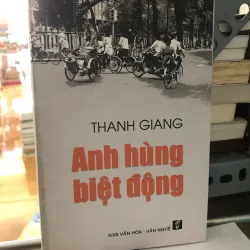 THANH GIANG
Anh hùng
biệt động
NXB VĂN HÓA - VĂN NGHỆ